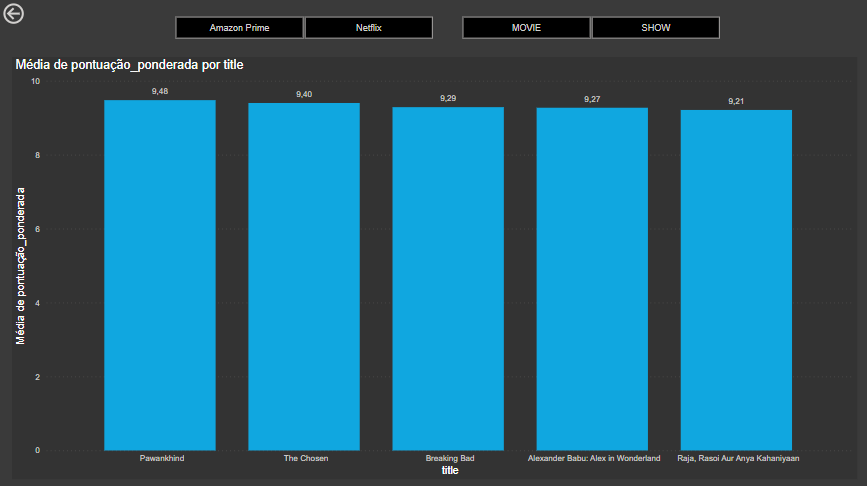 Amazon Prime
Netflix
MOVIE
SHOW
Média de pontuação_ponderada por title
Média de pontuação_ponderada
10
8
6
4
2
0
9,48
9,40
9,29
9,27
9,21
Pawankhind
The Chosen
Breaking Bad
Alexander Babu: Alex in Wonderland
Raja, Rasoi Aur Anya Kahaniyaan
title